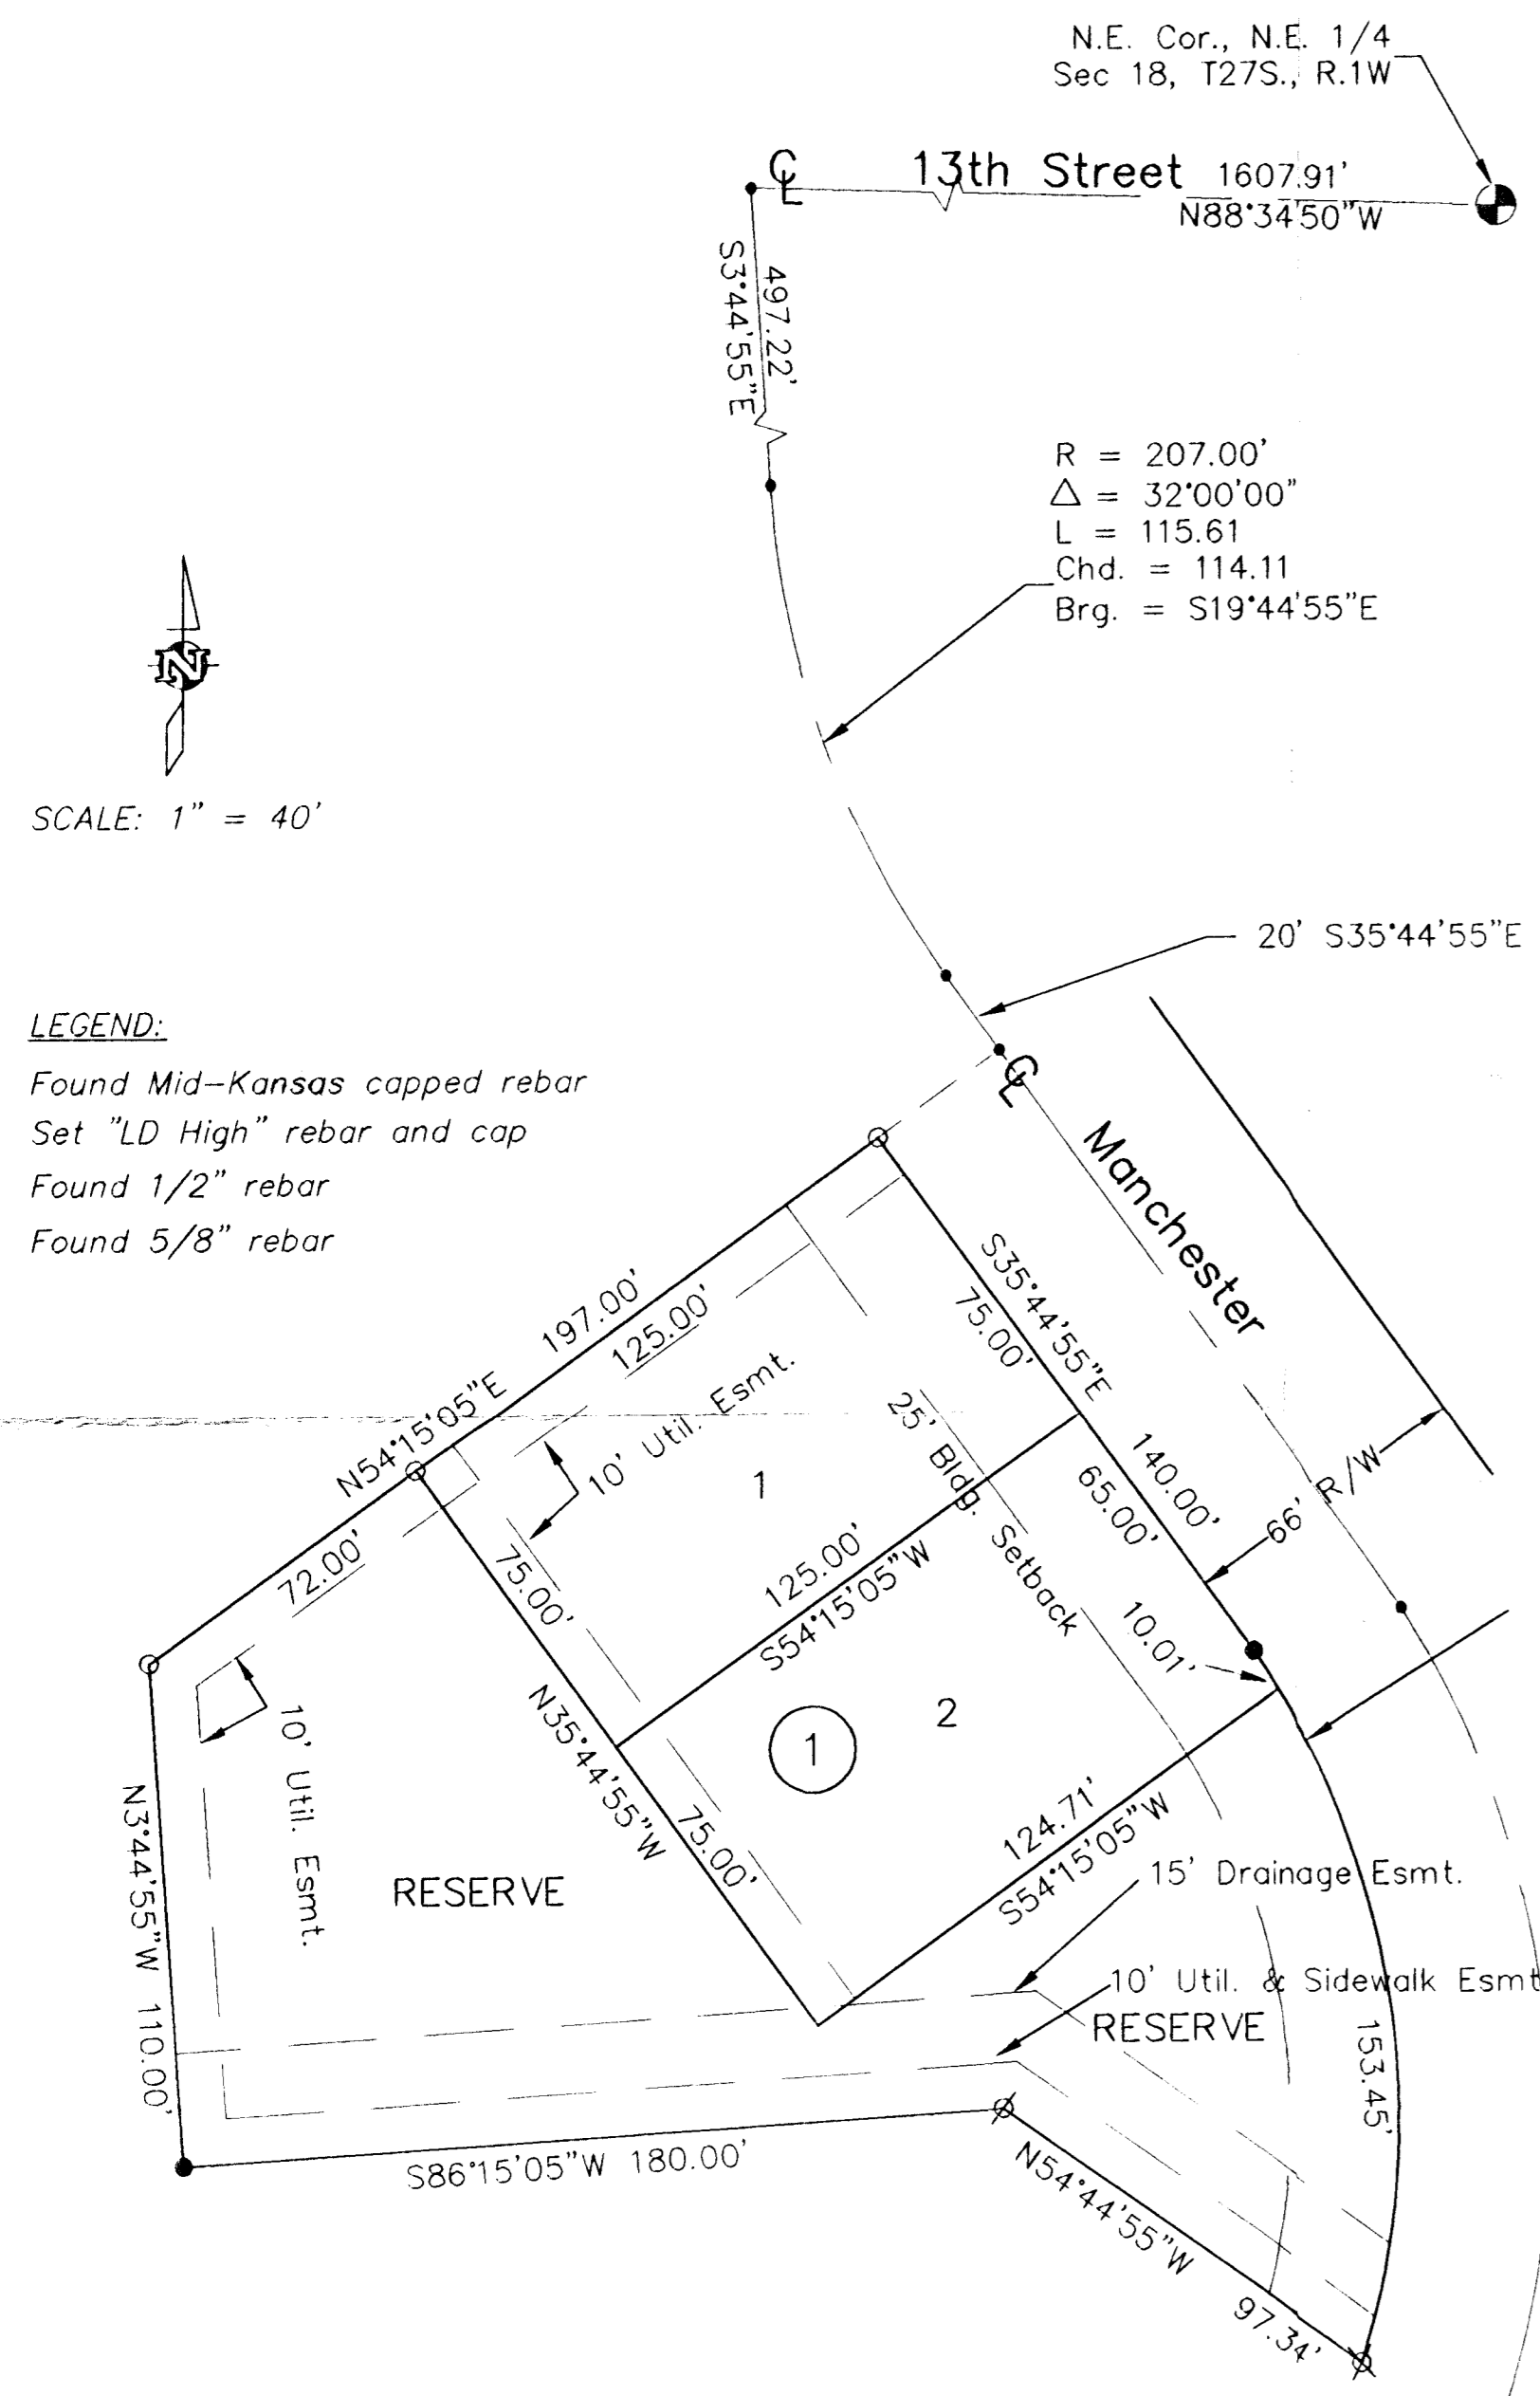 N.E. Cor., N.E. 1/4
Sec 18, T27S., R.1W
℄ 13th Street 1607.91'
N88°34'50"W
497.22'
S3°44'55"E
R = 207.00'
△ = 32°00'00"
L = 115.61
Chd. = 114.11
Brg. = S19°44'55"E
N
SCALE: 1" = 40'
20' S35°44'55"E
LEGEND:
Found Mid-Kansas capped rebar
Set "LD High" rebar and cap
Found 1/2" rebar
Found 5/8" rebar
℄
Manchester
S35°44'55"E
75.00'
197.00'
125.00'
N54°15'05"E
10' Util. Esmt.
1
25' Bldg. Setback
140.00'
65.00'
66' R/W
72.00'
75.00'
125.00'
S54°15'05"W
10.01'
N35°44'55"W
2
1
10' Util. Esmt.
75.00'
124.71'
S54°15'05"W
N3°44'55"W 110.00'
RESERVE
15' Drainage Esmt.
10' Util. & Sidewalk Esmt
RESERVE
153.45'
S86°15'05"W 180.00'
N54°44'55"W
97.34'